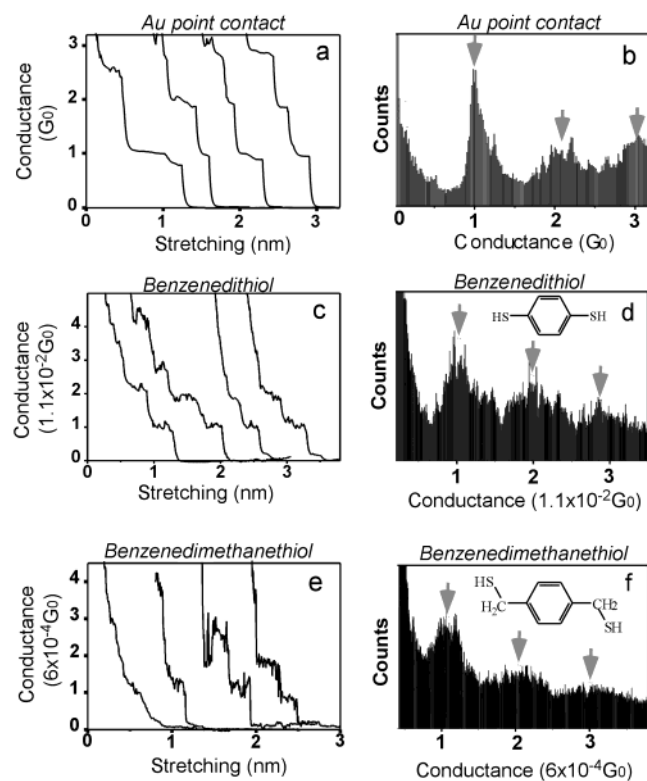 Au point contact
a
Conductance
(G0)
3
2
1
0
0 1 2 3
Stretching (nm)
Au point contact
b
Counts
0 1 2 3
Conductance (G0)
Benzenedithiol
c
Conductance
(1.1x10-2G0)
4
3
2
1
0
0 1 2 3
Stretching (nm)
Benzenedithiol
HS SH
d
Counts
1 2 3
Conductance (1.1x10-2G0)
Benzenedimethanethiol
e
Conductance
(6x10-4G0)
4
3
2
1
0
0 1 2 3
Stretching (nm)
Benzenedimethanethiol
f
HS
H2C CH2
SH
Counts
1 2 3
Conductance (6x10-4G0)